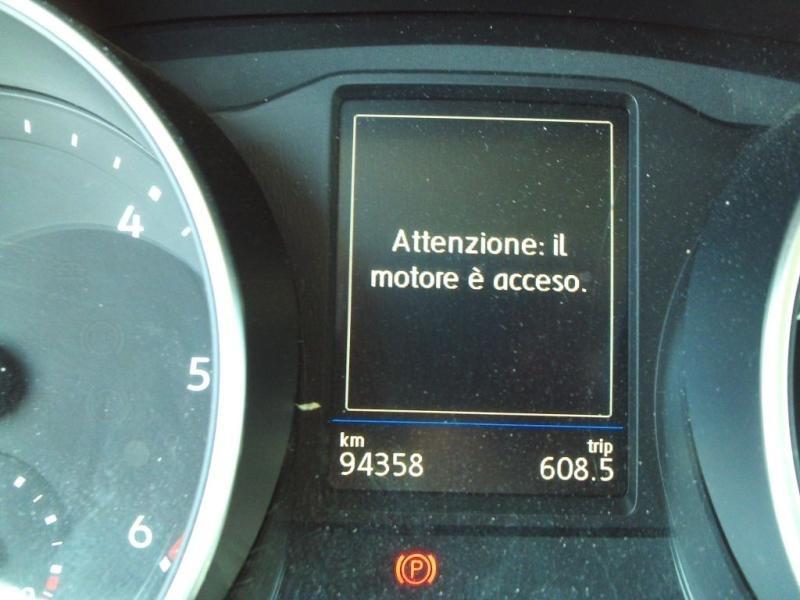 4
5
6
Attenzione: il
motore è acceso.
km trip
94358 608.5
P